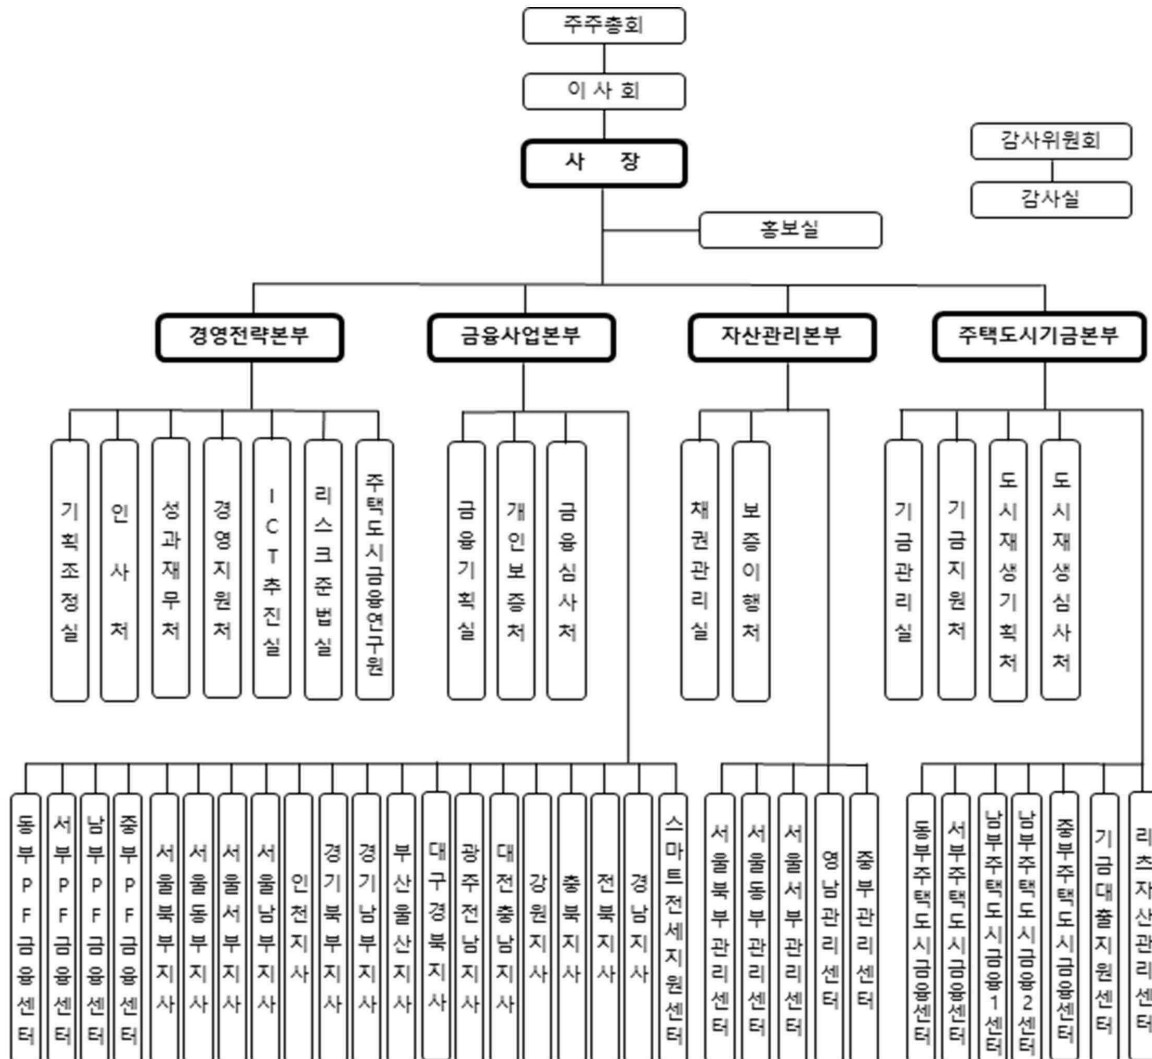 주주총회
이 사 회
사 장
감사위원회
감사실
홍보실
경영전략본부
금융사업본부
자산관리본부
주택도시기금본부
기획조정실
인사처
성과재무처
경영지원처
ICT추진실
리스크준법실
주택도시금융연구원
금융기획실
개인보증처
금융심사처
채권관리실
보증이행처
기금관리실
기금지원처
도시재생기획처
도시재생심사처
동부PF금융센터
서부PF금융센터
남부PF금융센터
중부PF금융센터
서울북부지사
서울동부지사
서울서부지사
서울남부지사
인천지사
경기북부지사
경기남부지사
부산울산지사
대구경북지사
광주전남지사
대전충남지사
강원지사
충북지사
전북지사
경남지사
스마트전세지원센터
서울북부관리센터
서울동부관리센터
서울서부관리센터
영남관리센터
중부관리센터
동부주택도시금융센터
서부주택도시금융센터
남부주택도시금융1센터
남부주택도시금융2센터
중부주택도시금융센터
기금대출지원센터
리츠자산관리센터